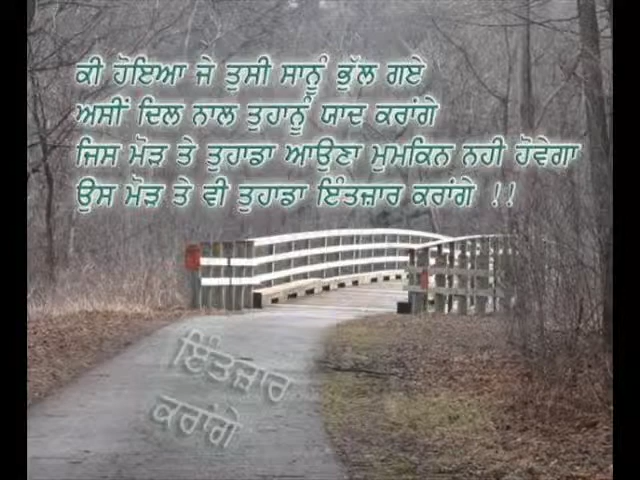 ਕੀ ਹੋਇਆ ਜੇ ਤੁਸੀ ਸਾਨੂੰ ਭੁੱਲ ਗਏ
ਅਸੀਂ ਦਿਲ ਨਾਲ ਤੁਹਾਨੂੰ ਯਾਦ ਕਰਾਂਗੇ
ਜਿਸ ਮੋੜ ਤੇ ਤੁਹਾਡਾ ਆਉਣਾ ਮੁਮਕਿਨ ਨਹੀ ਹੋਵੇਗਾ
ਉਸ ਮੋੜ ਤੇ ਵੀ ਤੁਹਾਡਾ ਇੰਤਜ਼ਾਰ ਕਰਾਂਗੇ !!
ਇੰਤਜ਼ਾਰ
ਕਰਾਂਗੇ